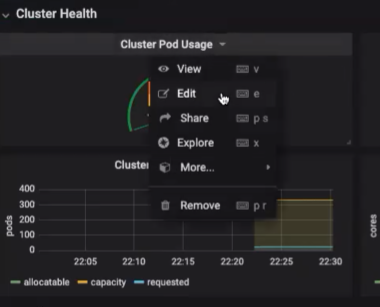 Cluster Health
Cluster Pod Usage
View v
Edit e
Share p s
Explore x
More...
Cluster
Remove p r
400
300
200
100
0
pods
cores
22:05 22:10 22:15 22:20 22:25 22:30
allocatable capacity requested